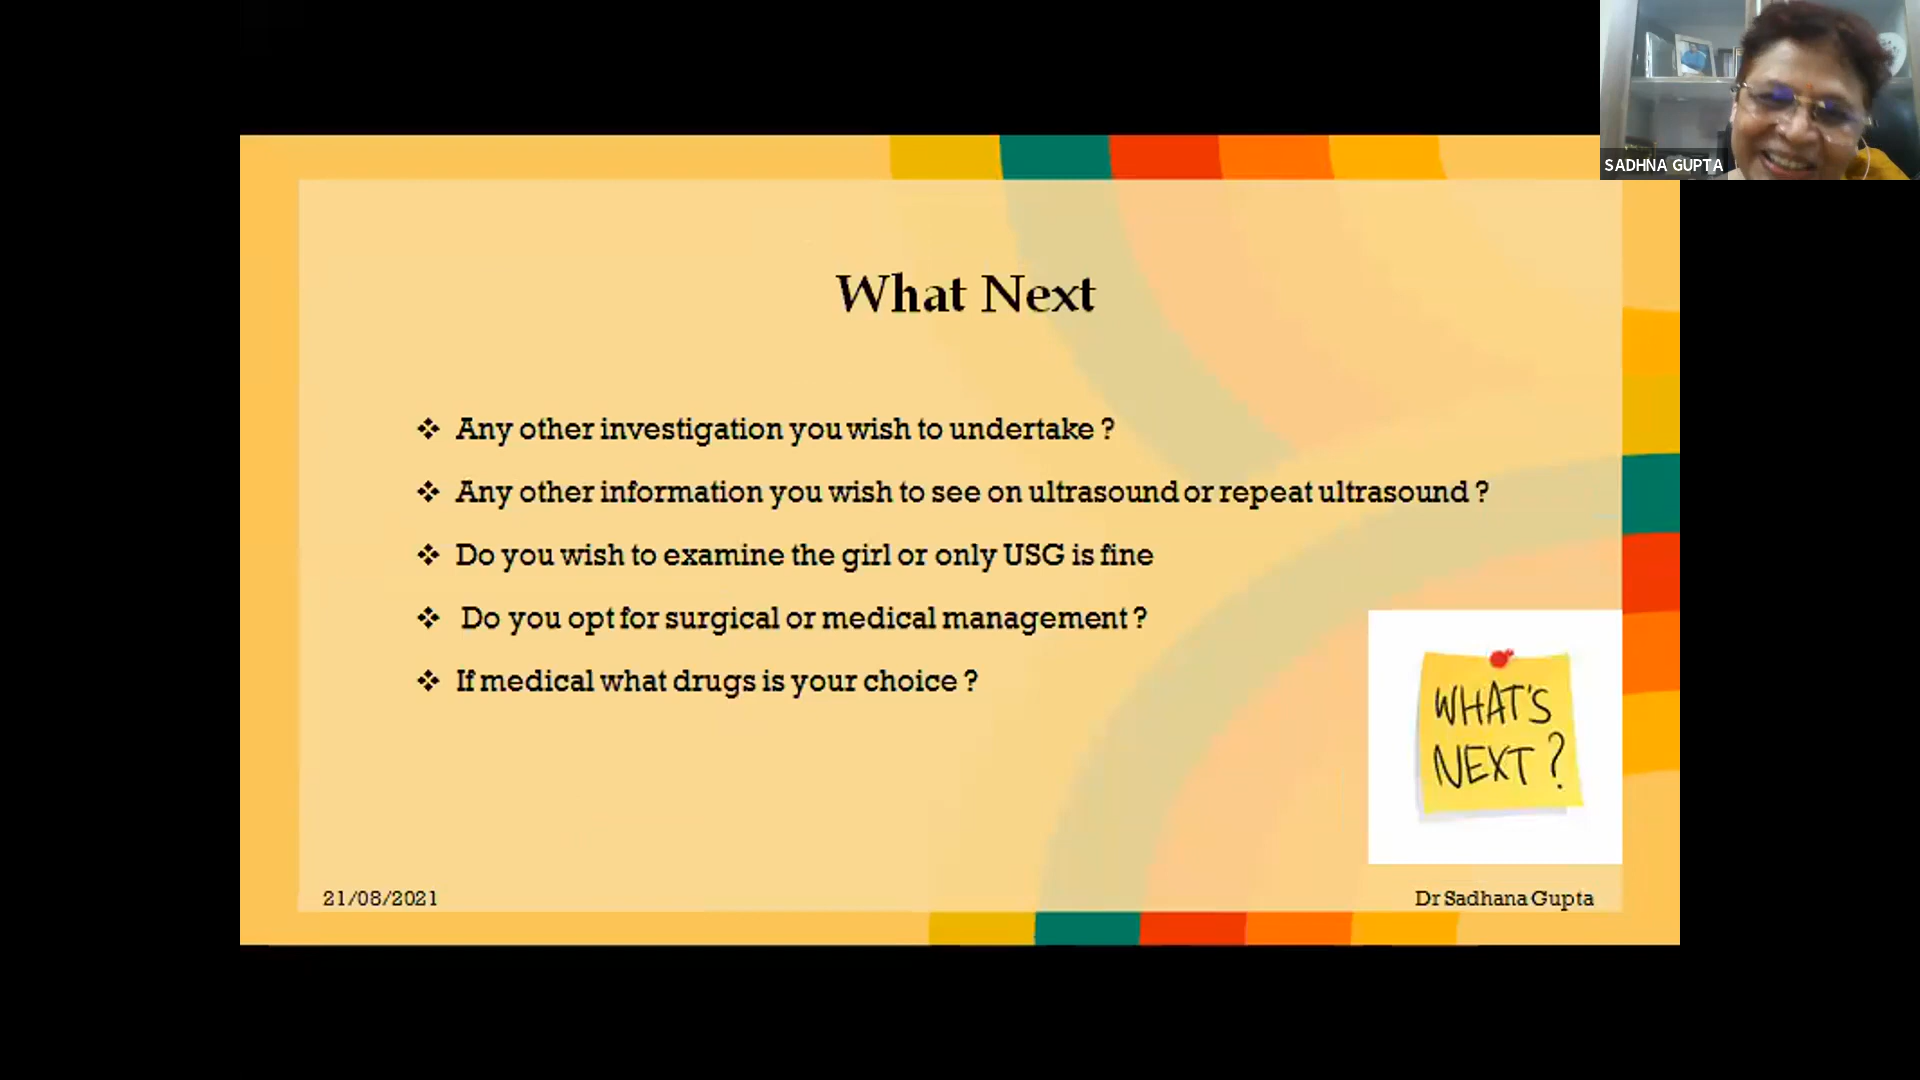 SADHNA GUPTA
What Next
Any other investigation you wish to undertake ?
Any other information you wish to see on ultrasound or repeat ultrasound ?
Do you wish to examine the girl or only USG is fine
Do you opt for surgical or medical management ?
If medical what drugs is your choice ?
WHAT'S
NEXT ?
21/08/2021
Dr Sadhana Gupta